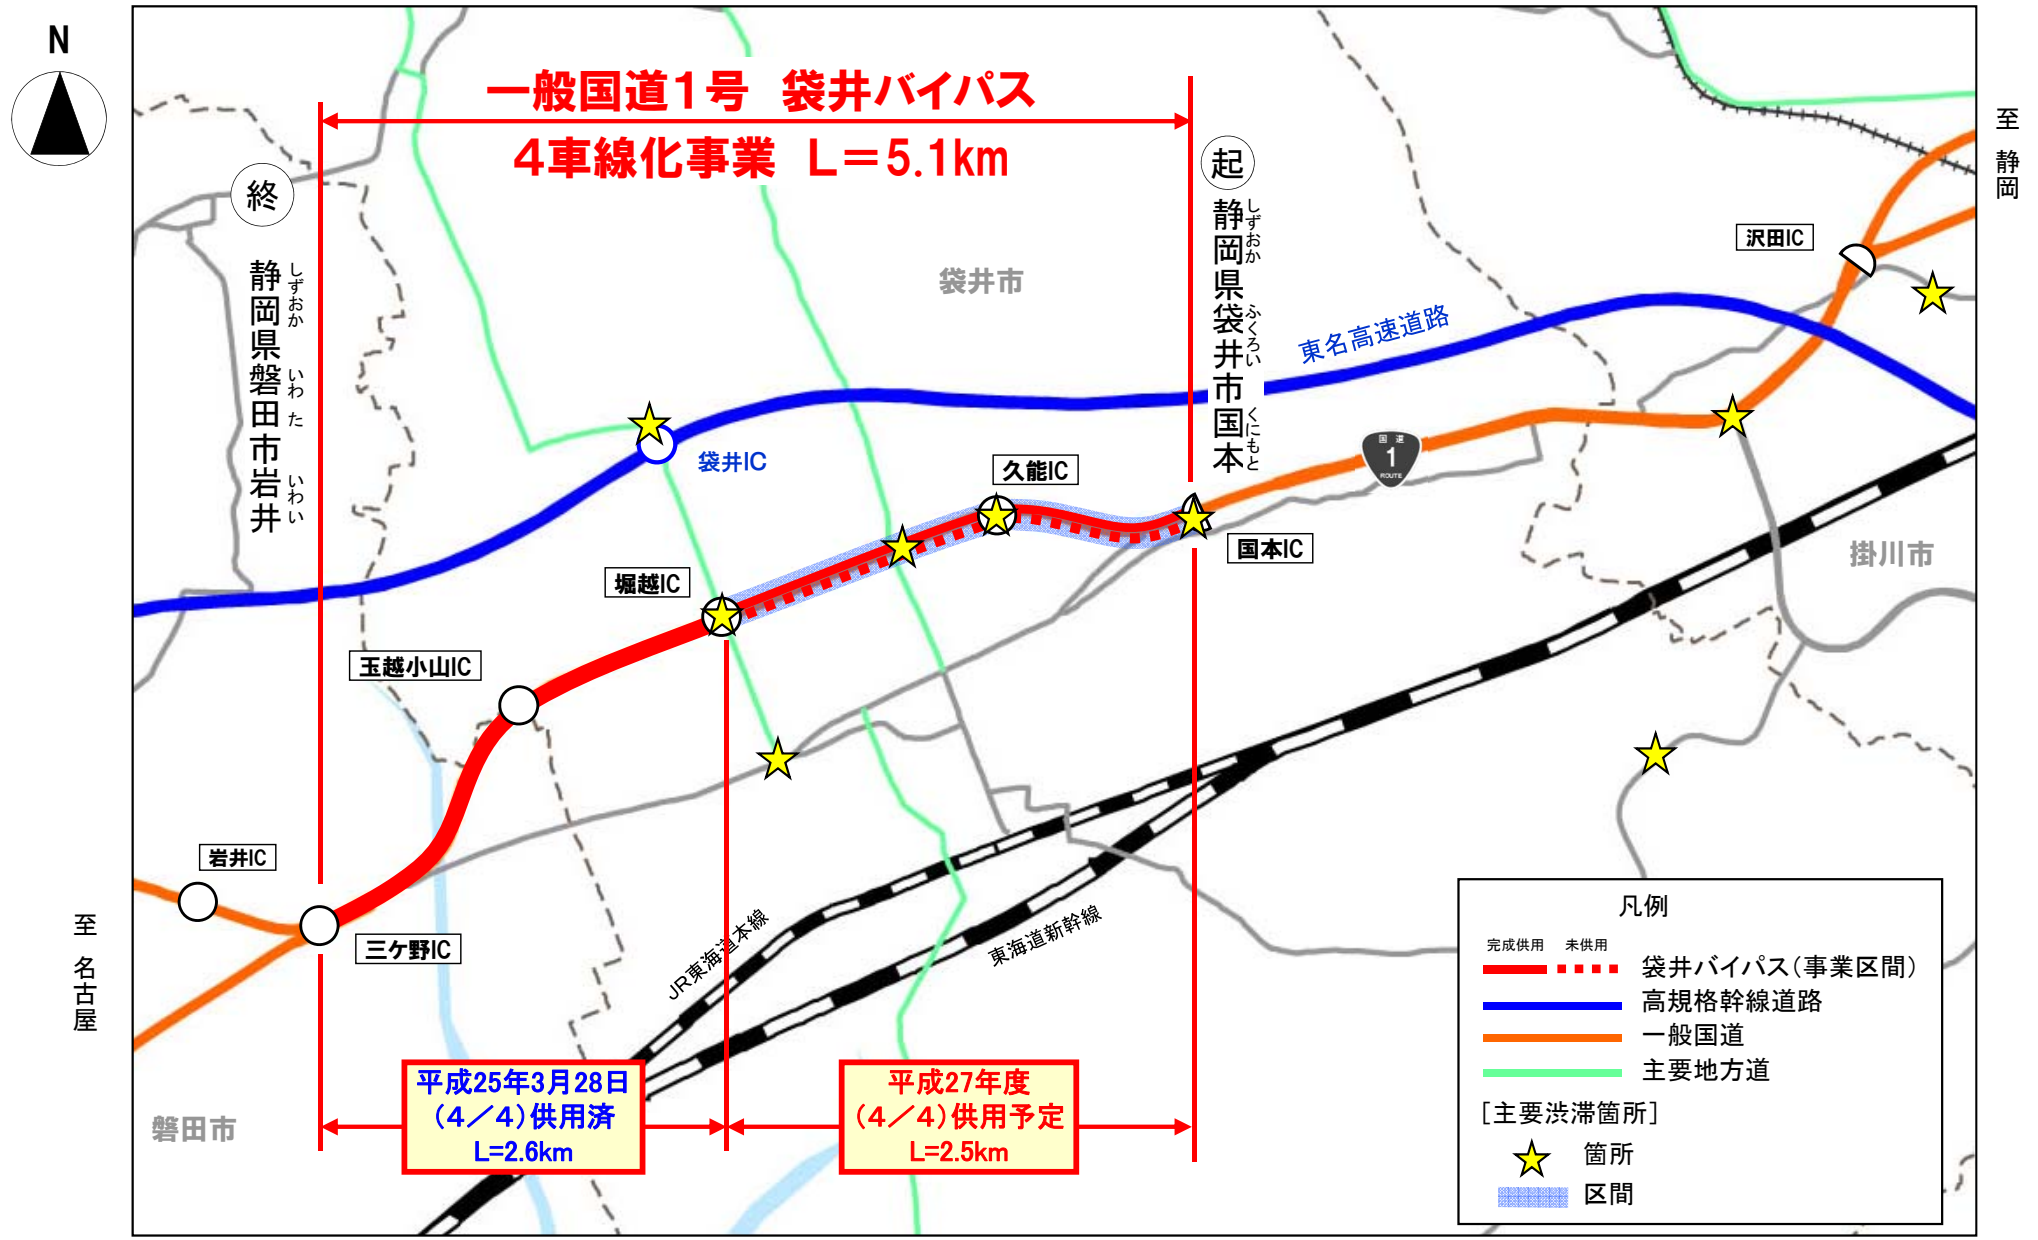 N
一般国道1号 袋井バイパス
4車線化事業 L=5.1km
終
静岡県磐田市岩井
しずおか
いわ た
いわい
起
静岡県袋井市国本
しずおか
ふくろい
くにもと
至 静岡
沢田IC
袋井市
東名高速道路
袋井IC
国道
1
ROUTE
久能IC
国本IC
掛川市
堀越IC
玉越小山IC
岩井IC
三ケ野IC
至 名古屋
JR東海道本線
東海道新幹線
磐田市
平成25年3月28日
(4/4)供用済
L=2.6km
平成27年度
(4/4)供用予定
L=2.5km
凡例
完成供用 未供用
袋井バイパス(事業区間)
高規格幹線道路
一般国道
主要地方道
[主要渋滞箇所]
箇所
区間